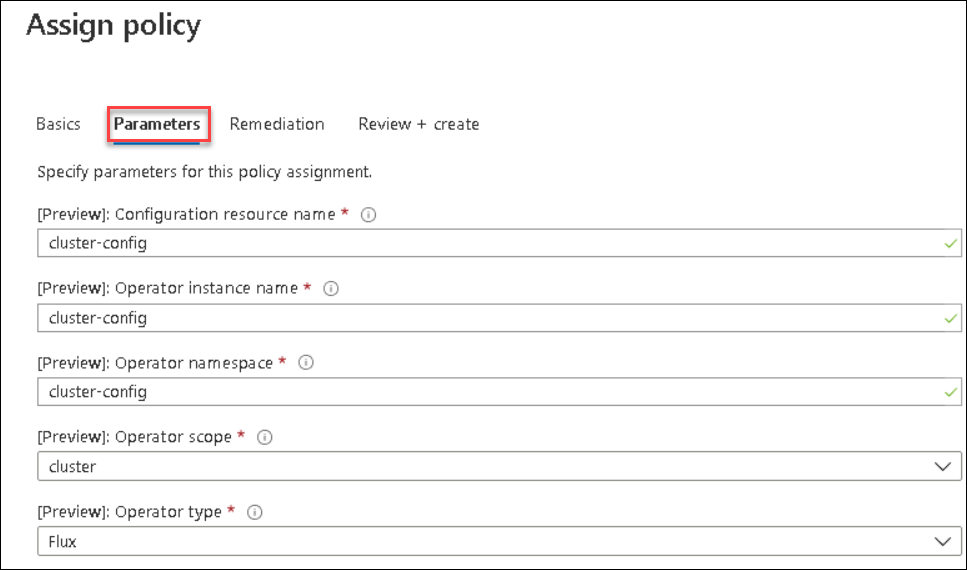 Assign policy
Basics Parameters Remediation Review + create
Specify parameters for this policy assignment.
[Preview]: Configuration resource name *
cluster-config
[Preview]: Operator instance name *
cluster-config
[Preview]: Operator namespace *
cluster-config
[Preview]: Operator scope *
cluster
[Preview]: Operator type *
Flux